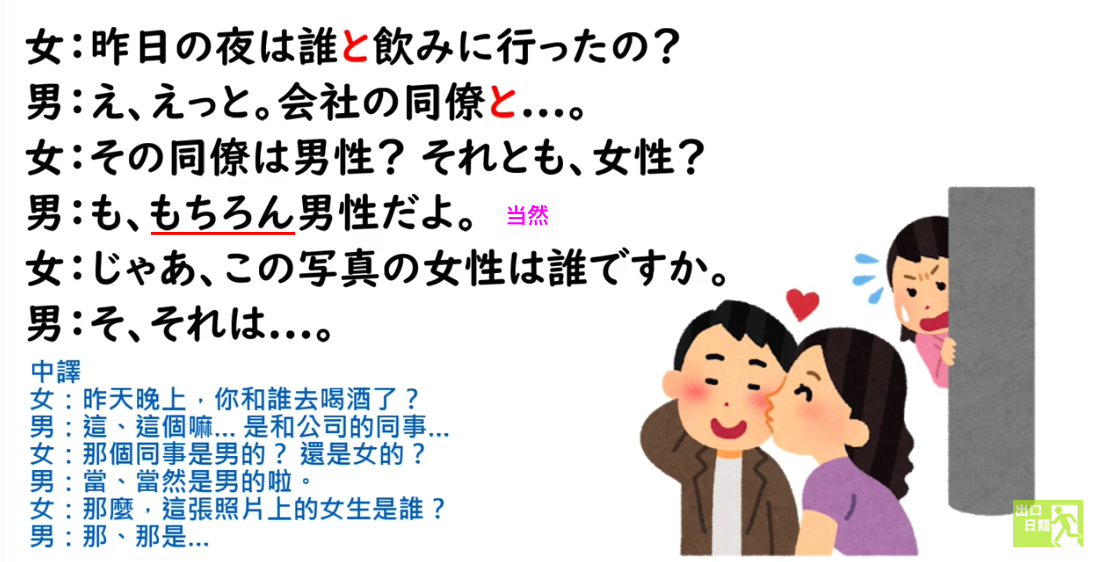 女：昨日の夜は誰と飲みに行ったの？
男：え、えっと。会社の同僚と…。
女：その同僚は男性？ それとも、女性？
男：も、もちろん男性だよ。 当然
女：じゃあ、この写真の女性は誰ですか。
男：そ、それは…。
中譯
女：昨天晚上，你和誰去喝酒了？
男：這、這個嘛... 是和公司的同事...
女：那個同事是男的？ 還是女的？
男：當、當然是男的啦。
女：那麼，這張照片上的女生是誰？
男：那、那是...
出口
日語